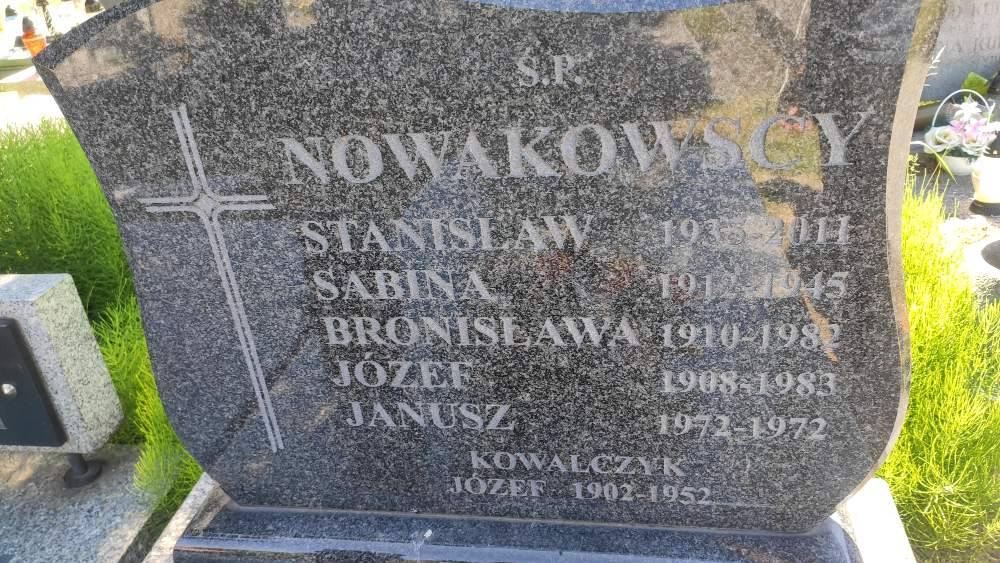 Ś.P.
NOWAKOWSCY
STANISŁAW 1935-2011
SABINA 1912-1945
BRONISŁAWA 1910-1982
JÓZEF 1908-1983
JANUSZ 1972-1972
KOWALCZYK
JÓZEF 1902-1952